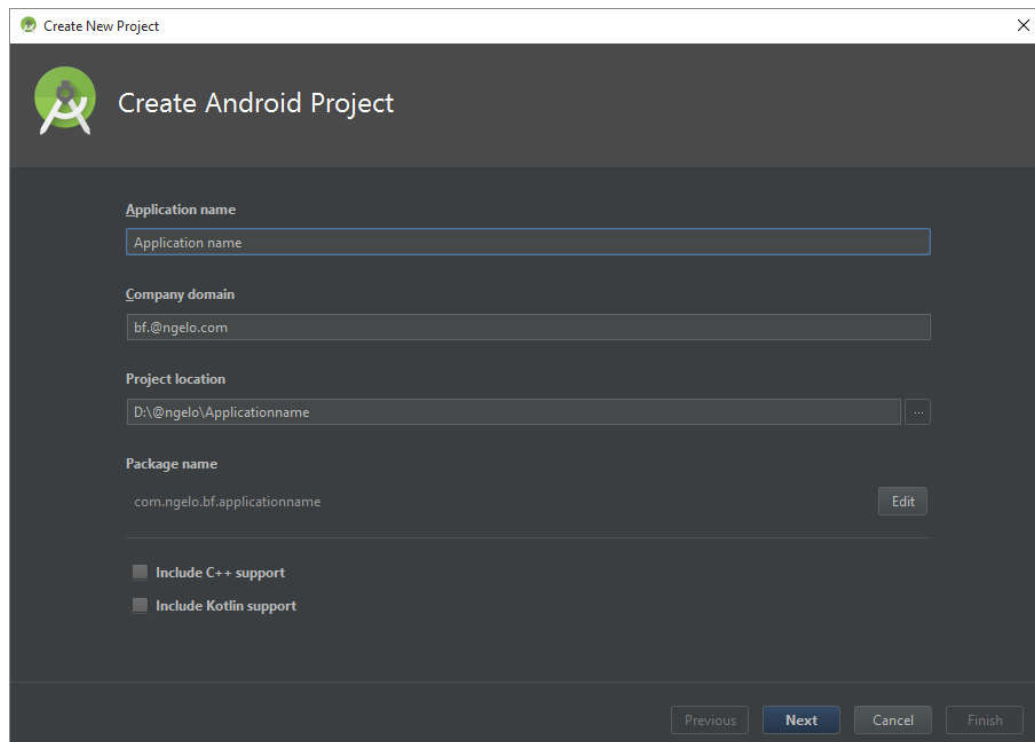 Create New Project
Create Android Project
Application name
Application name
Company domain
bf.@ngelo.com
Project location
D:\@ngelo\Applicationname
...
Package name
com.ngelo.bf.applicationname
Edit
Include C++ support
Include Kotlin support
Previous Next Cancel Finish